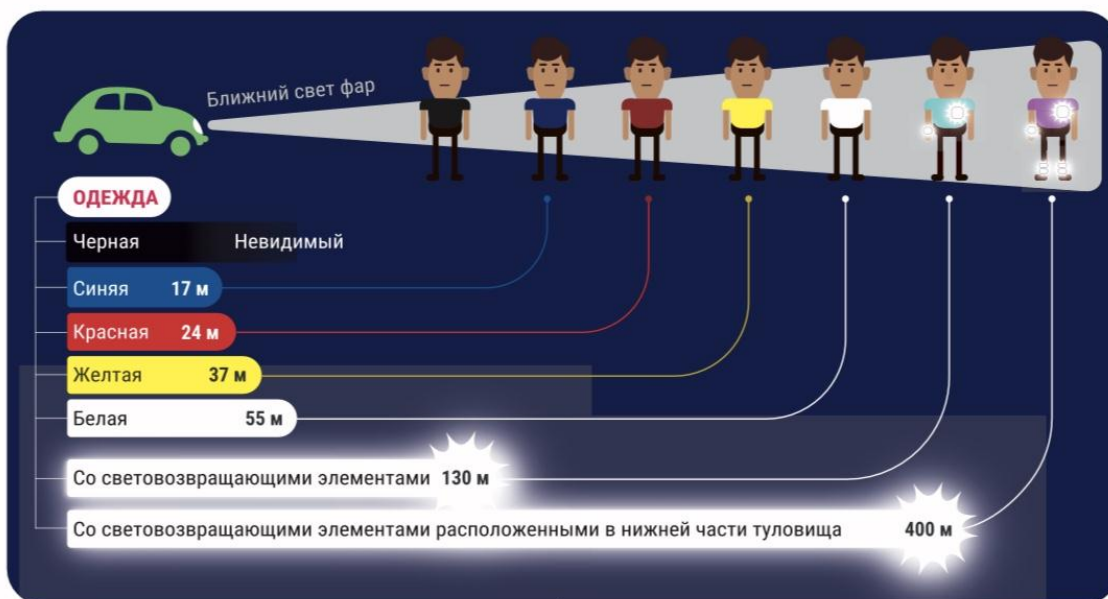 Ближний свет фар
ОДЕЖДА
Черная Невидимый
Синяя 17 м
Красная 24 м
Желтая 37 м
Белая 55 м
Со световозвращающими элементами 130 м
Со световозвращающими элементами расположенными в нижней части туловища 400 м